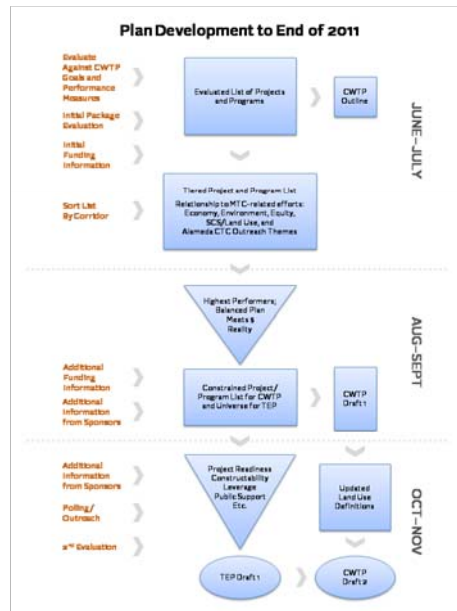 Plan Development to End of 2011
Evaluate
Against CWTP
Goals and
Performance
Measures
Initial Package
Evaluation
Initial
Funding
Information
Evaluated List of Projects
and Programs
CWTP
Outline
JUNE–JULY
Sort List
By Corridor
Tiered Project and Program List
Relationship to MTC-related efforts:
Economy, Environment, Equity,
SCS/Land Use, and
Alameda CTC Outreach Themes
Highest Performers;
Balanced Plan
Meets $
Reality
AUG–SEPT
Additional
Funding
Information
Additional
Information
from Sponsors
Constrained Project/
Program List for CWTP
and Universe for TEP
CWTP
Draft 1
Additional
Information
from Sponsors
Polling/
Outreach
2nd Evaluation
Project Readiness
Constructability
Leverage
Public Support
Etc.
Updated
Land Use
Definitions
OCT–NOV
TEP Draft 1
CWTP
Draft 2